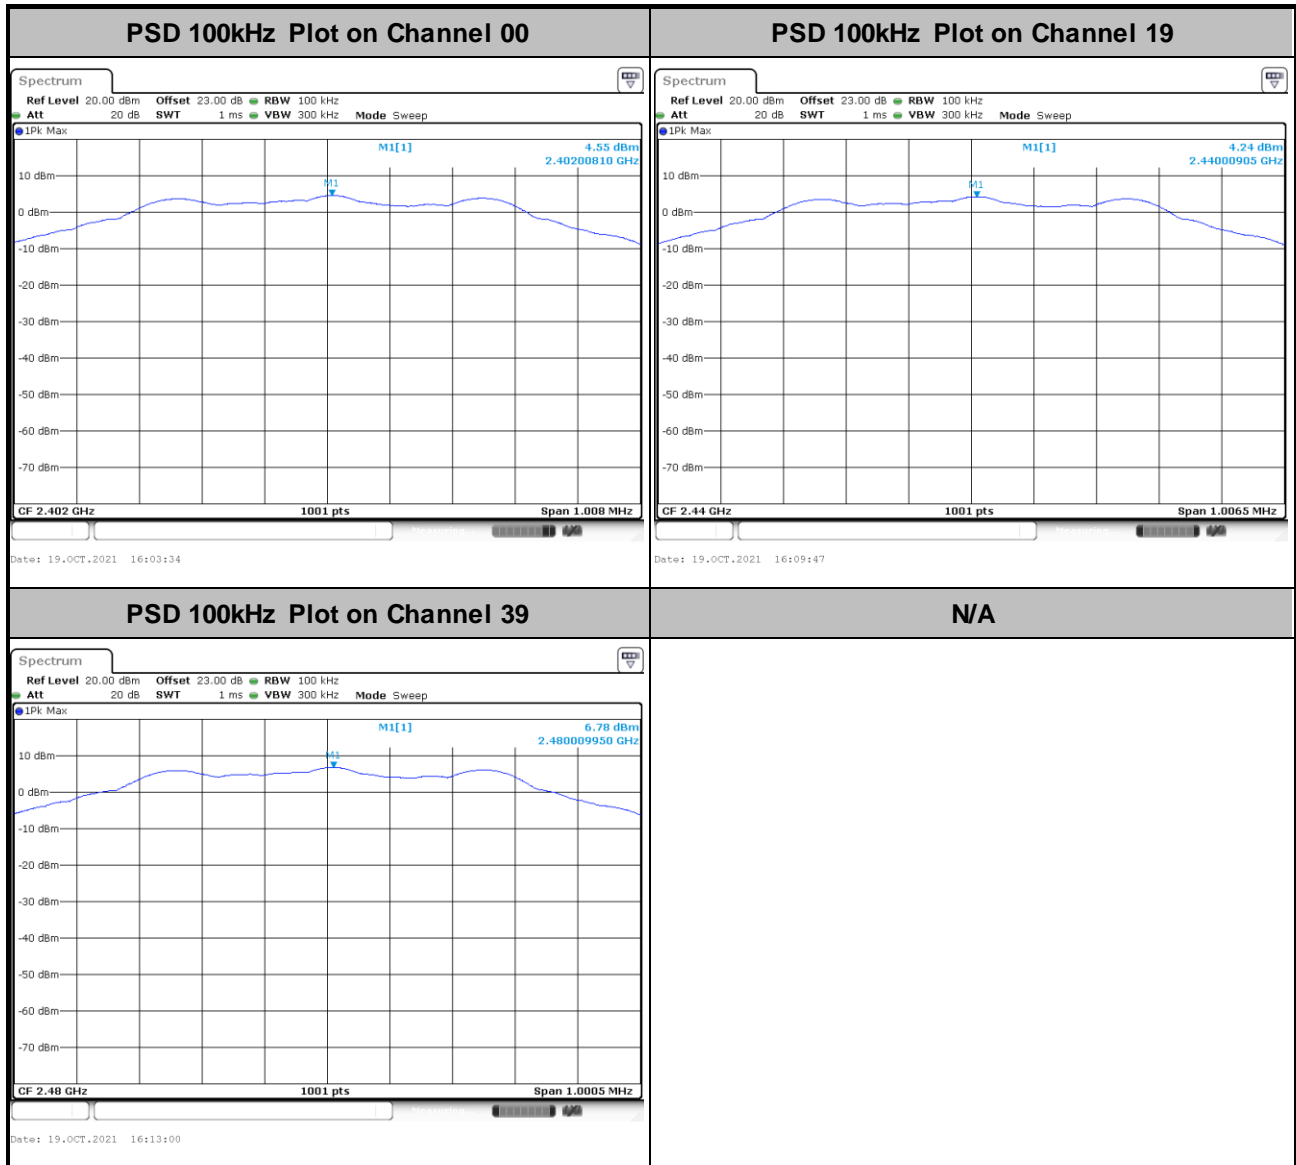 PSD 100kHz Plot on Channel 00
Spectrum
Ref Level 20.00 dBm Offset 23.00 dB RBW 100 kHz
Att 20 dB SWT 1 ms VBW 300 kHz Mode Sweep
1Pk Max
M1[1] 4.55 dBm
2.40200810 GHz
M1
10 dBm
0 dBm
-10 dBm
-20 dBm
-30 dBm
-40 dBm
-50 dBm
-60 dBm
-70 dBm
CF 2.402 GHz 1001 pts Span 1.008 MHz
Measuring
Date: 19.OCT.2021 16:03:34
PSD 100kHz Plot on Channel 19
Spectrum
Ref Level 20.00 dBm Offset 23.00 dB RBW 100 kHz
Att 20 dB SWT 1 ms VBW 300 kHz Mode Sweep
1Pk Max
M1[1] 4.24 dBm
2.44000905 GHz
M1
10 dBm
0 dBm
-10 dBm
-20 dBm
-30 dBm
-40 dBm
-50 dBm
-60 dBm
-70 dBm
CF 2.44 GHz 1001 pts Span 1.0065 MHz
Measuring
Date: 19.OCT.2021 16:09:47
PSD 100kHz Plot on Channel 39
Spectrum
Ref Level 20.00 dBm Offset 23.00 dB RBW 100 kHz
Att 20 dB SWT 1 ms VBW 300 kHz Mode Sweep
1Pk Max
M1[1] 6.78 dBm
2.480009950 GHz
M1
10 dBm
0 dBm
-10 dBm
-20 dBm
-30 dBm
-40 dBm
-50 dBm
-60 dBm
-70 dBm
CF 2.48 GHz 1001 pts Span 1.0005 MHz
Measuring
Date: 19.OCT.2021 16:13:00
N/A